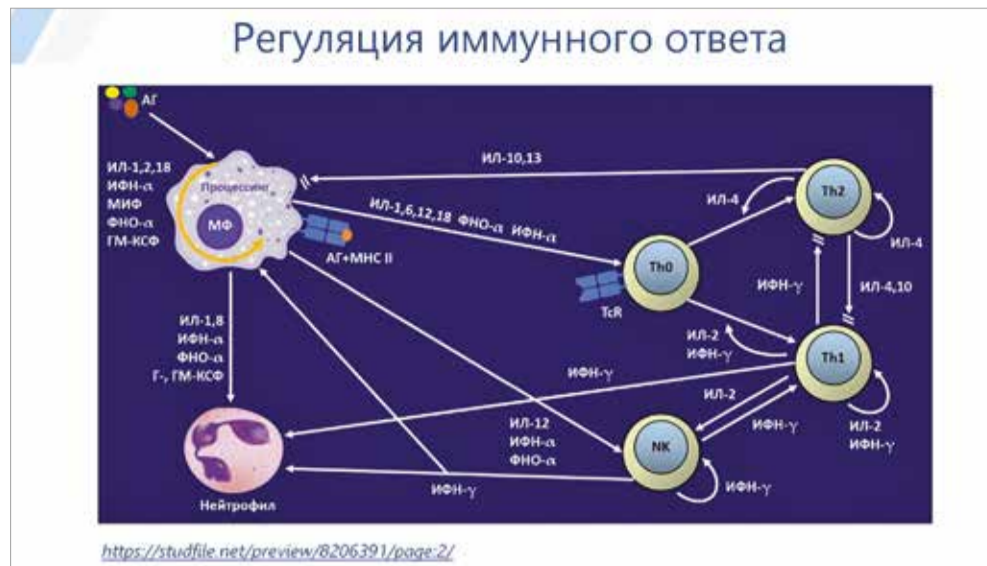 Регуляция иммунного ответа
АГ
ИЛ-1,2,18
ИФН-α
МИФ
ФНО-α
ГМ-КСФ
Процессинг
МФ
АГ+МНС II
ИЛ-10,13
ИЛ-1,6,12,18 ФНО-α ИФН-α
Th0
TcR
ИЛ-4
Th2
ИЛ-4
ИФН-γ
ИЛ-4,10
ИЛ-2
ИФН-γ
Th1
ИЛ-2
ИФН-γ
ИЛ-1,8
ИФН-α
ФНО-α
Г-, ГМ-КСФ
ИФН-γ
ИЛ-2
ИФН-γ
ИЛ-12
ИФН-α
ФНО-α
NK
ИФН-γ
ИФН-γ
Нейтрофил
https://studfile.net/preview/8206391/page:2/